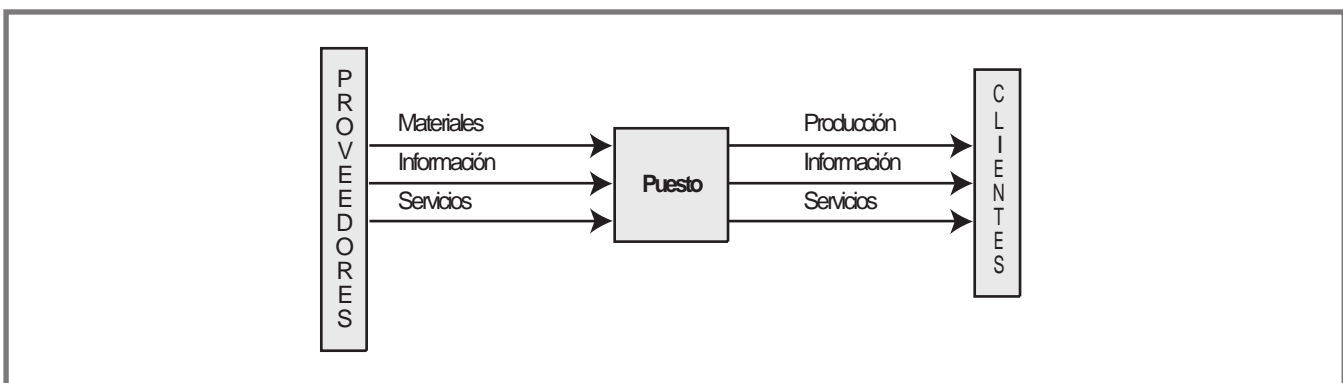 PROVEEDORES
Materiales
Información
Servicios
Puesto
Producción
Información
Servicios
CLIENTES